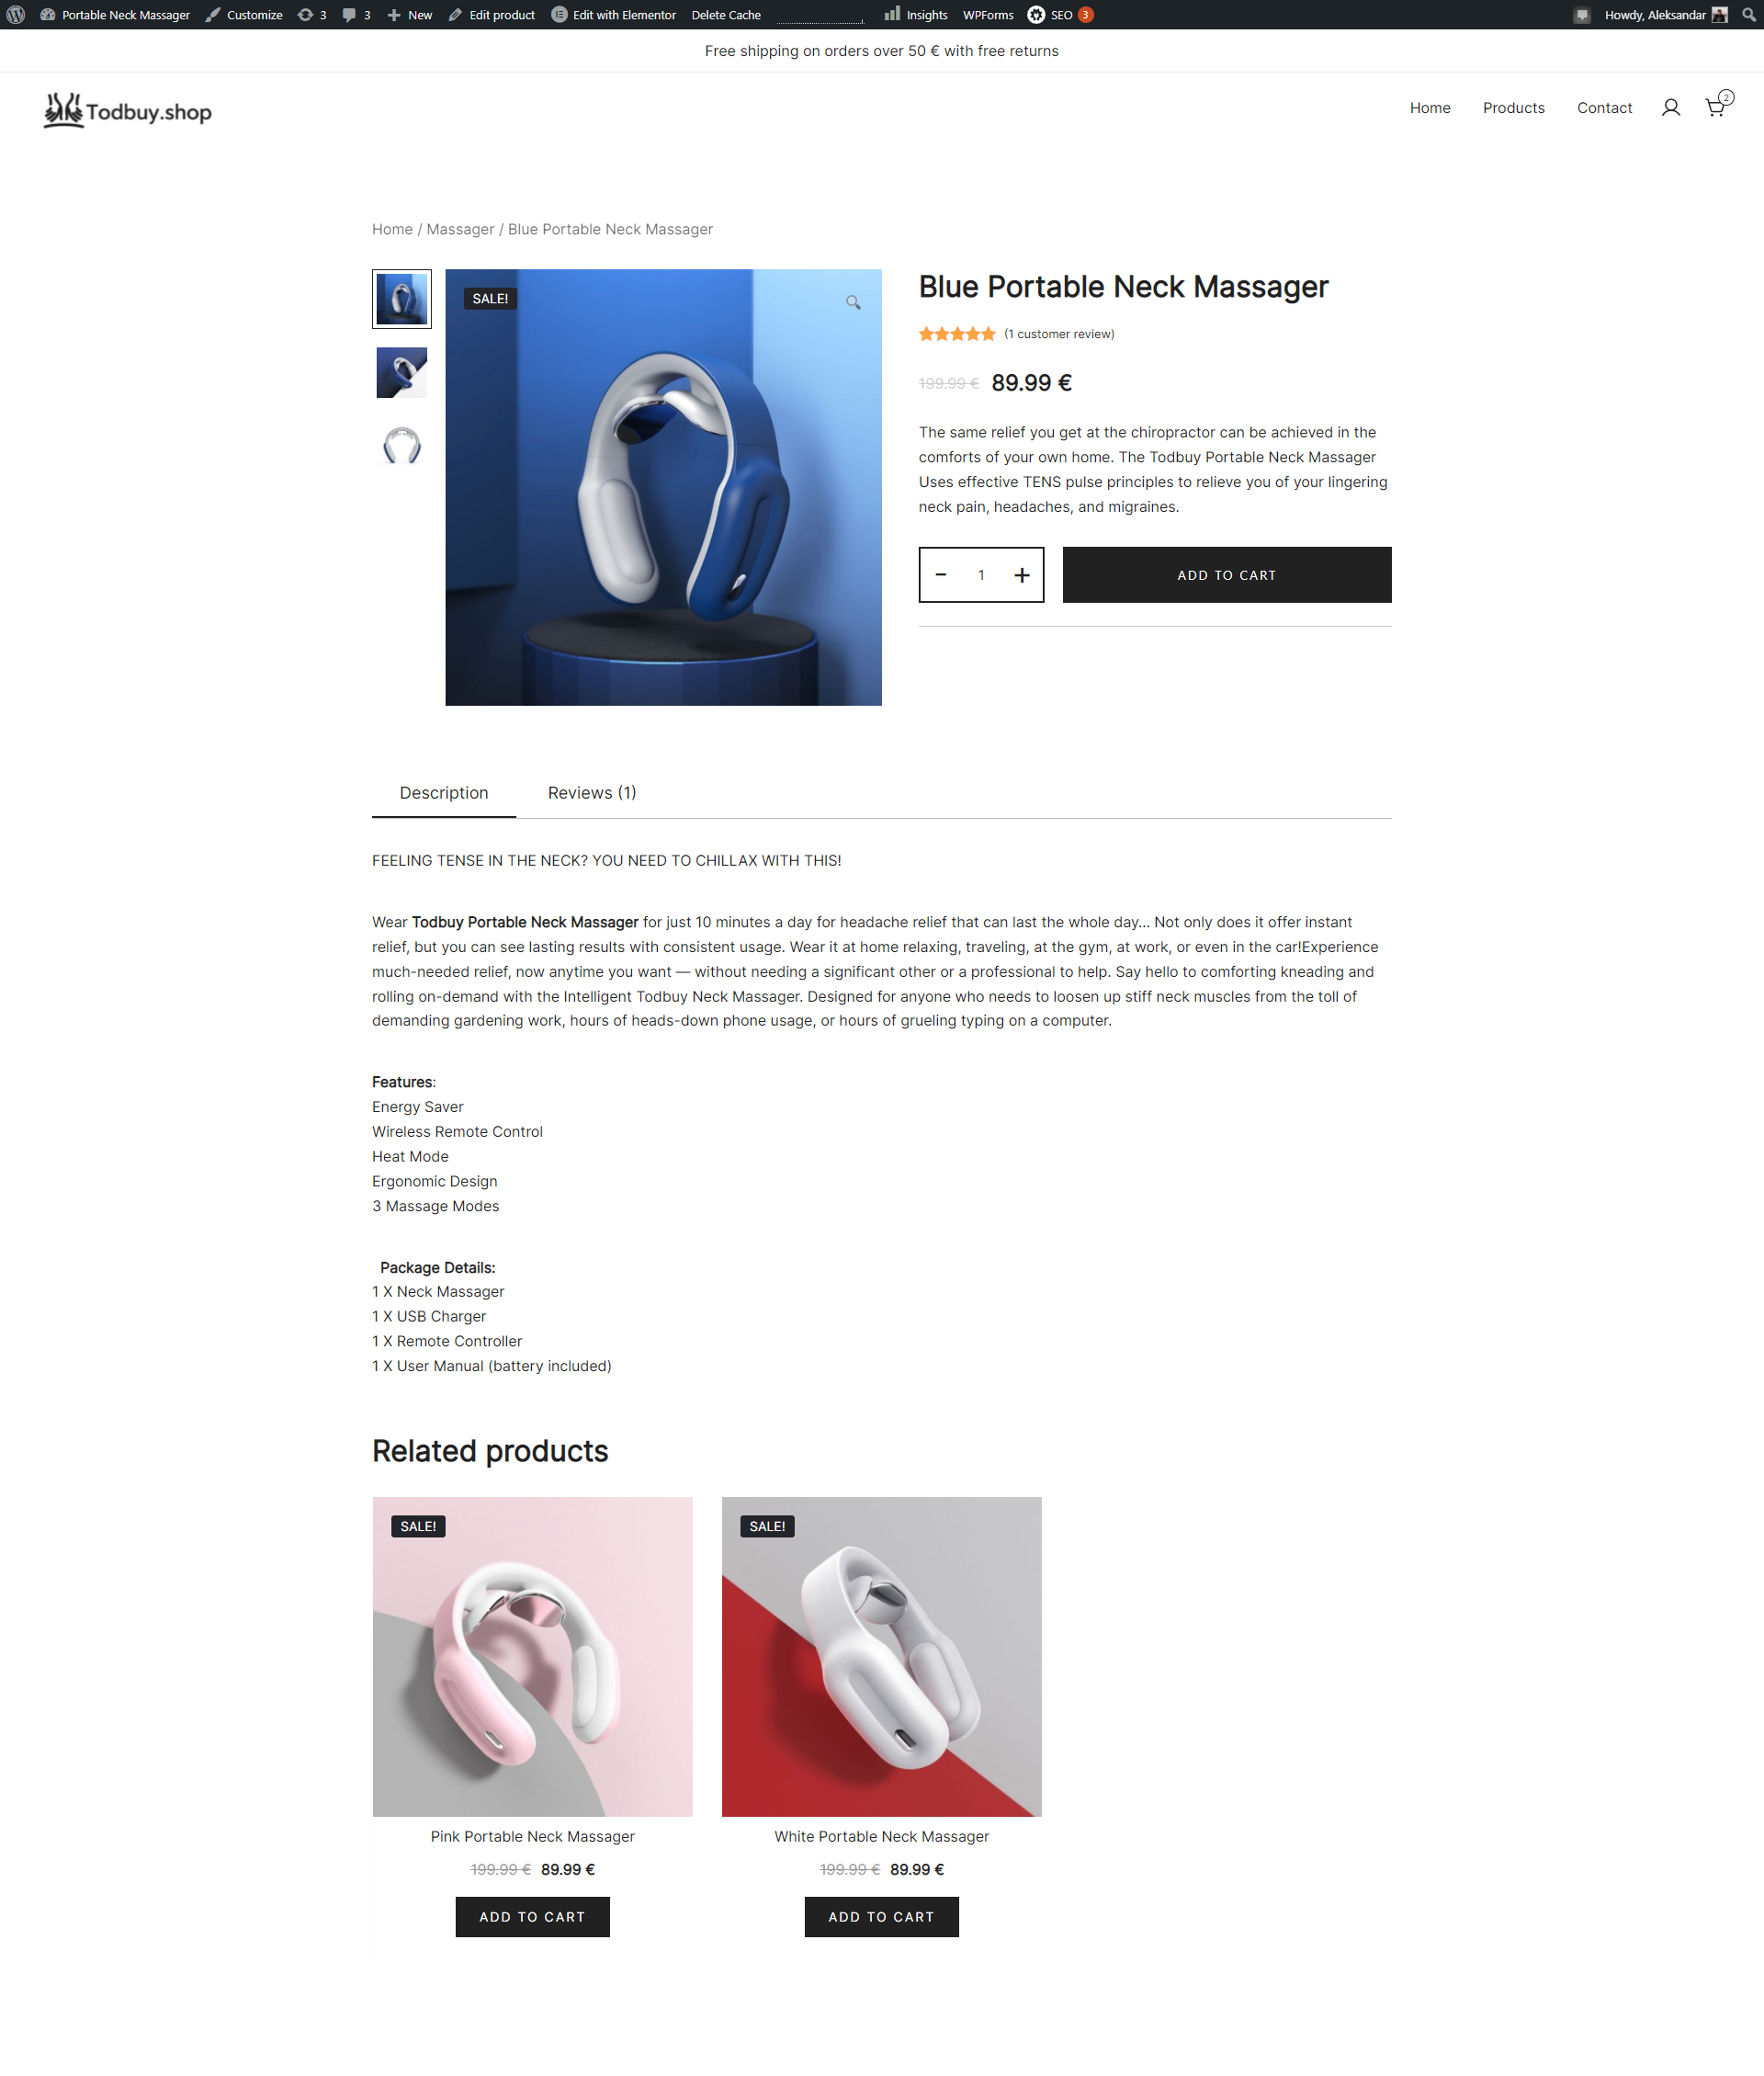 Portable Neck Massager Customize 3 3 New Edit product Edit with Elementor Delete Cache Insights WPForms SEO 3 Howdy, Aleksandar
Free shipping on orders over 50 € with free returns
Todbuy.shop
Home Products Contact 2
Home / Massager / Blue Portable Neck Massager
SALE!
Blue Portable Neck Massager
(1 customer review)
199.99 € 89.99 €
The same relief you get at the chiropractor can be achieved in the
comforts of your own home. The Todbuy Portable Neck Massager
Uses effective TENS pulse principles to relieve you of your lingering
neck pain, headaches, and migraines.
- 1 +
ADD TO CART
Description Reviews (1)
FEELING TENSE IN THE NECK? YOU NEED TO CHILLAX WITH THIS!
Wear Todbuy Portable Neck Massager for just 10 minutes a day for headache relief that can last the whole day... Not only does it offer instant
relief, but you can see lasting results with consistent usage. Wear it at home relaxing, traveling, at the gym, at work, or even in the car!Experience
much-needed relief, now anytime you want — without needing a significant other or a professional to help. Say hello to comforting kneading and
rolling on-demand with the Intelligent Todbuy Neck Massager. Designed for anyone who needs to loosen up stiff neck muscles from the toll of
demanding gardening work, hours of heads-down phone usage, or hours of grueling typing on a computer.
Features:
Energy Saver
Wireless Remote Control
Heat Mode
Ergonomic Design
3 Massage Modes
Package Details:
1 X Neck Massager
1 X USB Charger
1 X Remote Controller
1 X User Manual (battery included)
Related products
SALE!
Pink Portable Neck Massager
199.99 € 89.99 €
ADD TO CART
SALE!
White Portable Neck Massager
199.99 € 89.99 €
ADD TO CART